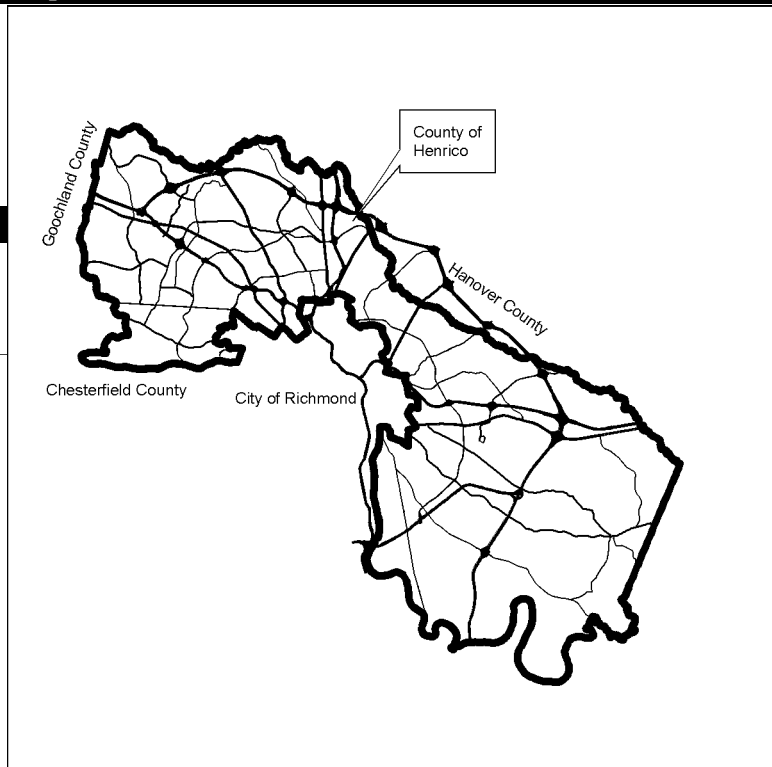 County of
Henrico
Goochland County
Hanover County
Chesterfield County
City of Richmond